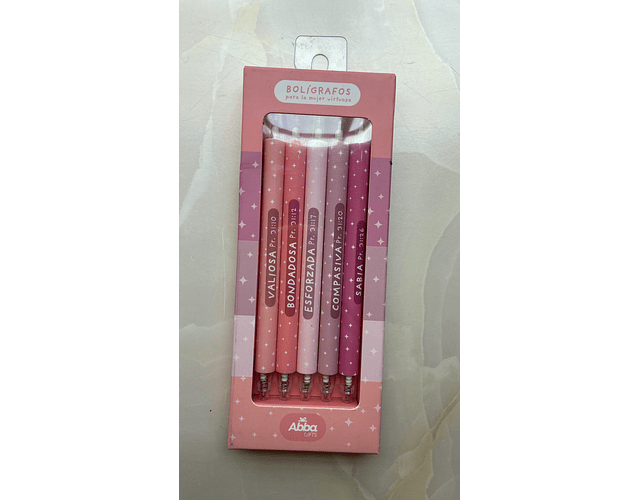 BOLÍGRAFOS
para la mujer virtuosa
VALIOSA Pr. 31:10
BONDADOSA Pr. 31:12
ESFORZADA Pr. 31:17
COMPASIVA Pr. 31:20
SABIA Pr. 31:26
Abba
GIFTS